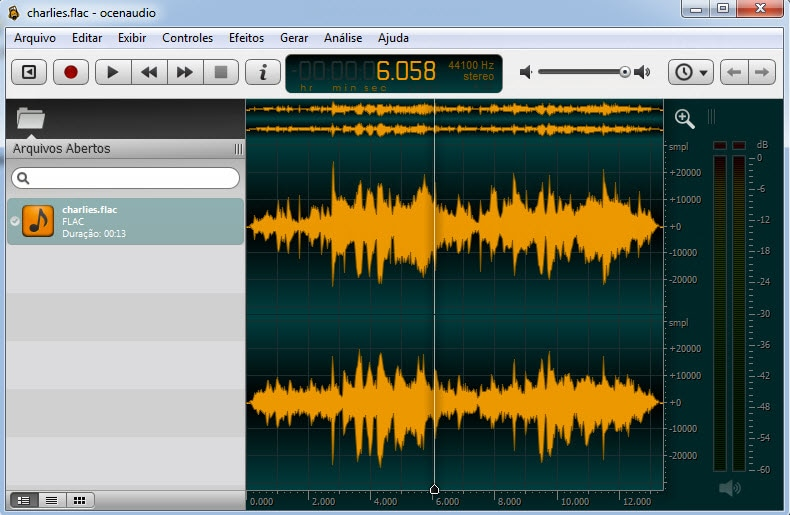 charlies.flac - ocenaudio
Arquivo Editar Exibir Controles Efeitos Gerar Análise Ajuda
-00:00:06.058
hr min sec
44100 Hz
stereo
Arquivos Abertos
charlies.flac
FLAC
Duração: 00:13
smpl
+20000
+10000
+0
-10000
-20000
smpl
+20000
+10000
+0
-10000
-20000
0.000 2.000 4.000 6.000 8.000 10.000 12.000
dB
0
-6
-12
-18
-24
-30
-36
-42
-48
-54
-60